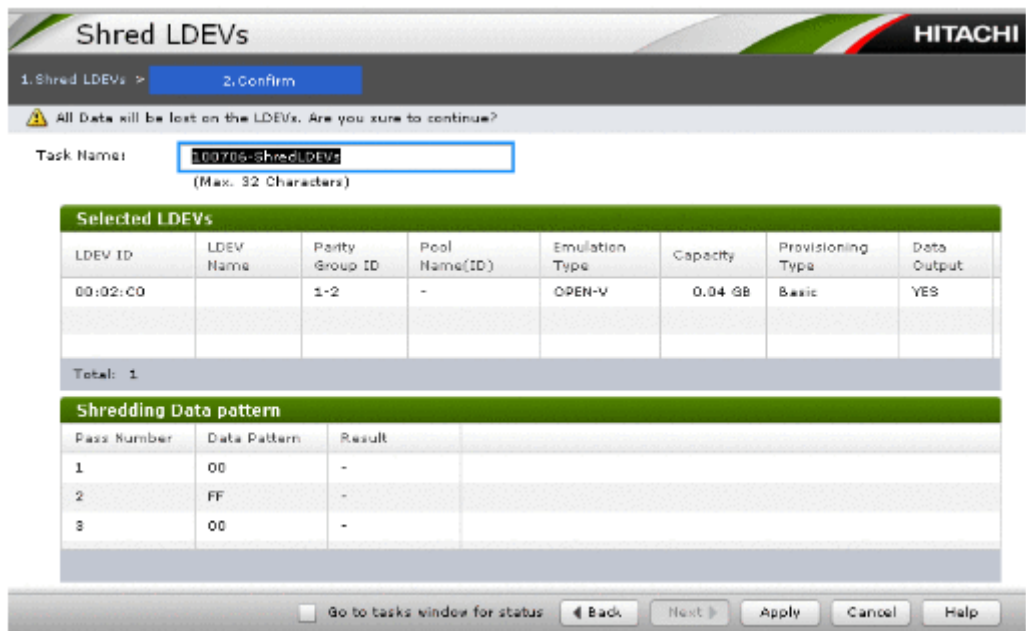 Shred LDEVs
HITACHI
1.Shred LDEVs >
2.Confirm
All Data will be lost on the LDEVs. Are you sure to continue?
Task Name:
100706-ShredLDEVs
(Max. 32 Characters)
Selected LDEVs
LDEV ID LDEV Name Parity Group ID Pool Name(ID) Emulation Type Capacity Provisioning Type Data Output
00:02:C0 1-2 - OPEN-V 0.04 GB Basic YES
Total: 1
Shredding Data pattern
Pass Number Data Pattern Result
1 00 -
2 FF -
3 00 -
Go to tasks window for status Back Next Apply Cancel Help